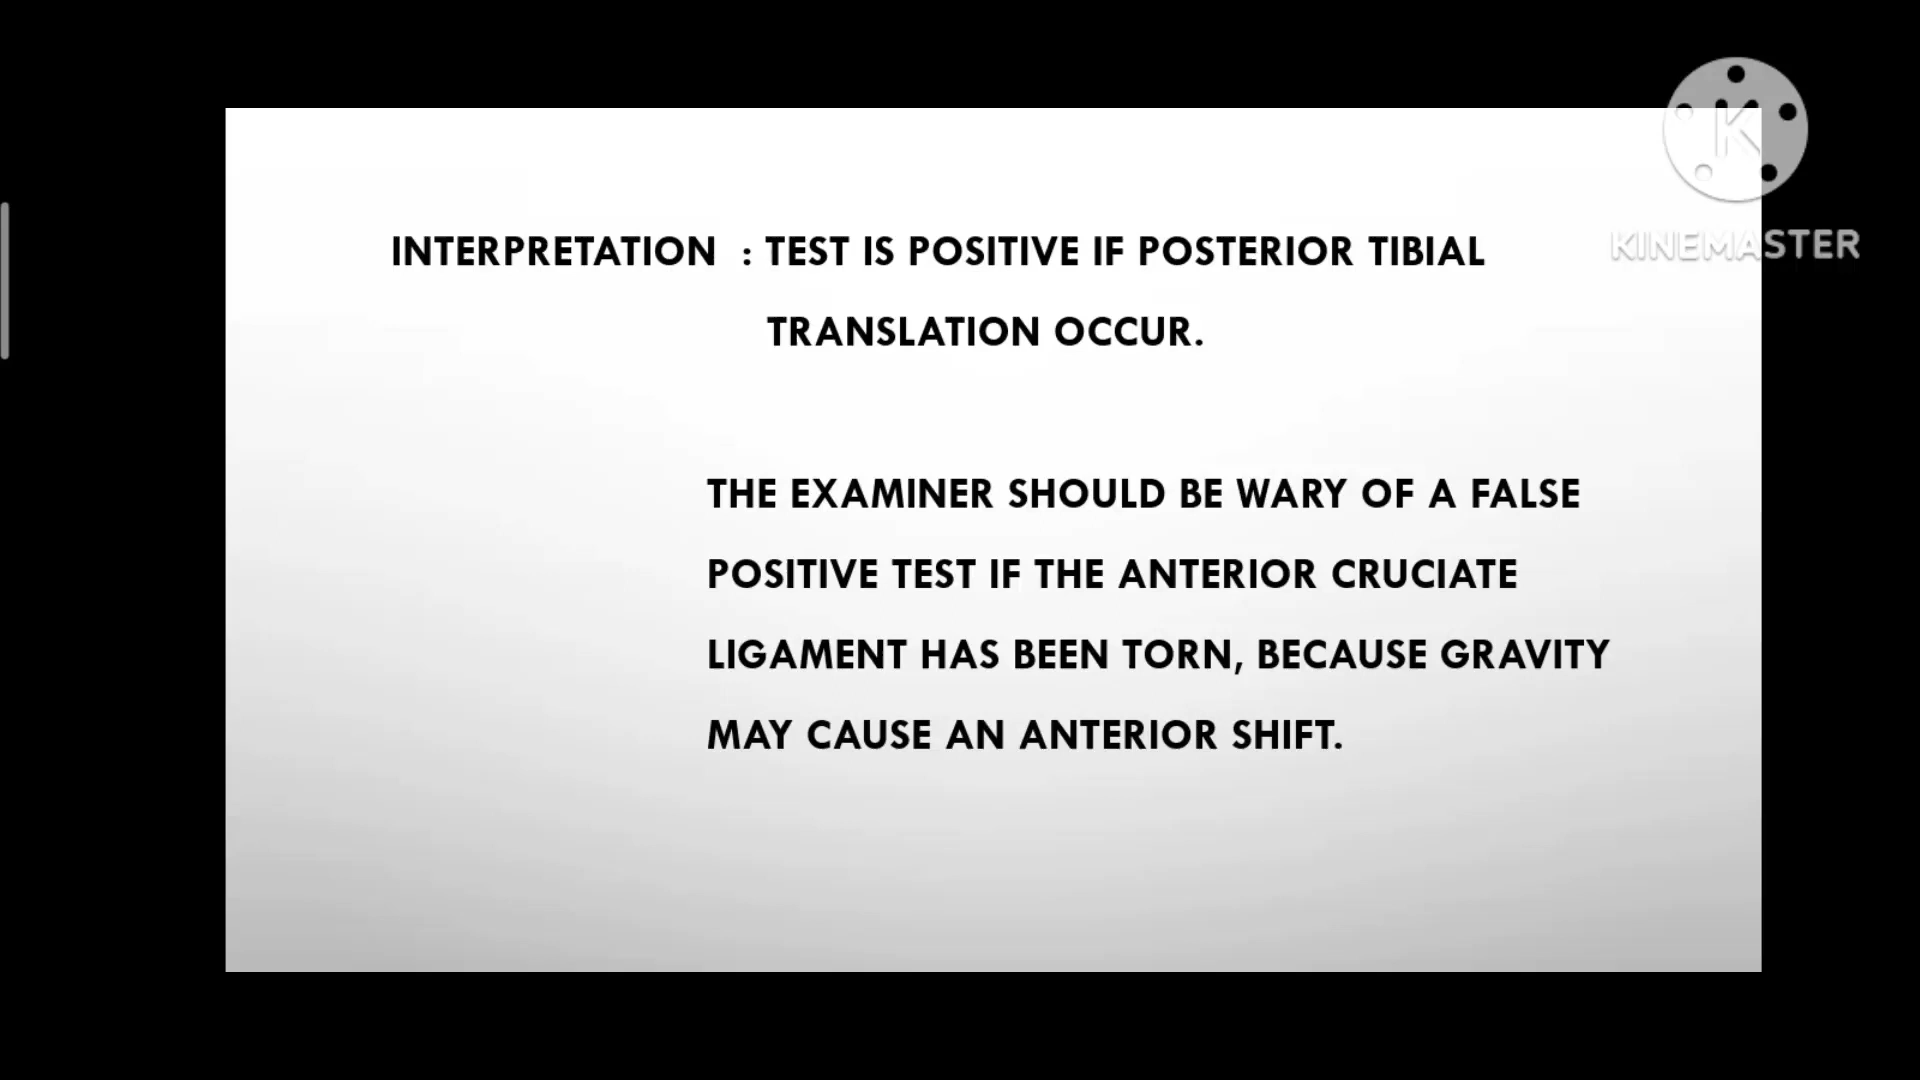 KINEMASTER
INTERPRETATION : TEST IS POSITIVE IF POSTERIOR TIBIAL
TRANSLATION OCCUR.
THE EXAMINER SHOULD BE WARY OF A FALSE
POSITIVE TEST IF THE ANTERIOR CRUCIATE
LIGAMENT HAS BEEN TORN, BECAUSE GRAVITY
MAY CAUSE AN ANTERIOR SHIFT.